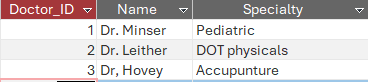 Doctor_ID Name Specialty
1 Dr. Minser Pediatric
2 Dr. Leither DOT physicals
3 Dr, Hovey Accupunture